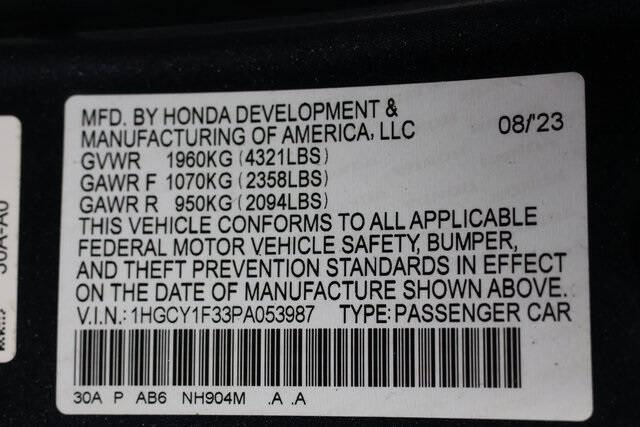 MFD. BY HONDA DEVELOPMENT &
MANUFACTURING OF AMERICA, LLC 08/'23
GVWR 1960KG (4321LBS)
GAWR F 1070KG (2358LBS)
GAWR R 950KG (2094LBS)
THIS VEHICLE CONFORMS TO ALL APPLICABLE
FEDERAL MOTOR VEHICLE SAFETY, BUMPER,
AND THEFT PREVENTION STANDARDS IN EFFECT
ON THE DATE OF MANUFACTURE SHOWN ABOVE.
V.I.N.: 1HGCY1F33PA053987 TYPE: PASSENGER CAR
30A P AB6 NH904M .A .A